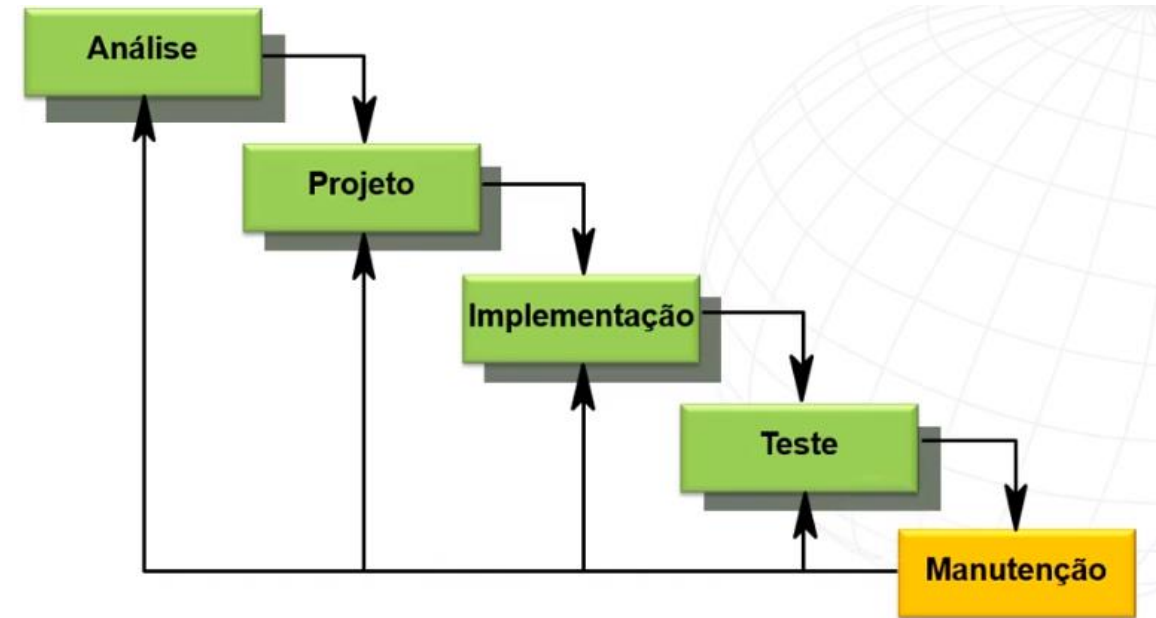 Análise
Projeto
Implementação
Teste
Manutenção